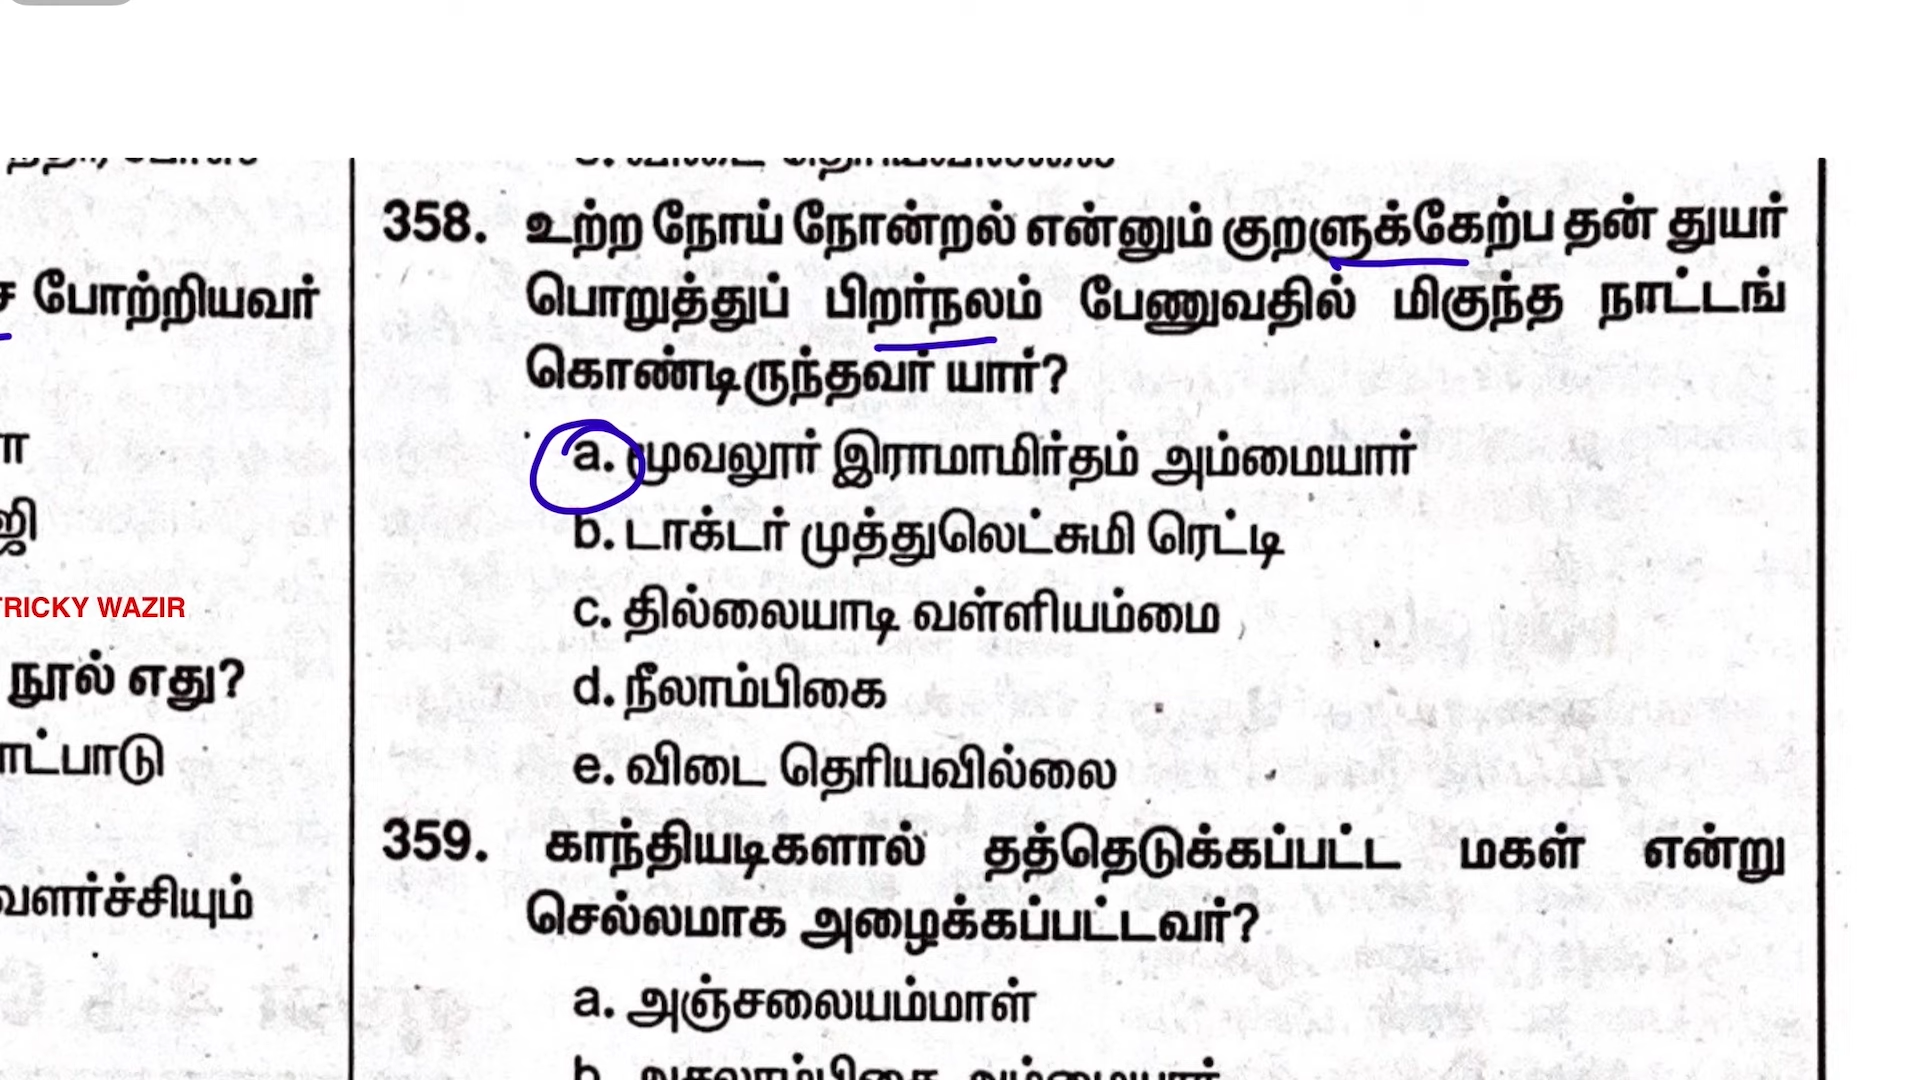 போற்றியவர்
TRICKY WAZIR
நூல் எது?
விடை தெரியவில்லை
358. உற்ற நோய் நோன்றல் என்னும் குறளுக்கேற்ப தன் துயர்
பொறுத்துப் பிறர்நலம் பேணுவதில் மிகுந்த நாட்டங்
கொண்டிருந்தவர் யார்?
a. மூவலூர் இராமாமிர்தம் அம்மையார்
b. டாக்டர் முத்துலெட்சுமி ரெட்டி
c. தில்லையாடி வள்ளியம்மை
d. நீலாம்பிகை
e. விடை தெரியவில்லை
359. காந்தியடிகளால் தத்தெடுக்கப்பட்ட மகள் என்று
செல்லமாக அழைக்கப்பட்டவர்?
a. அஞ்சலையம்மாள்